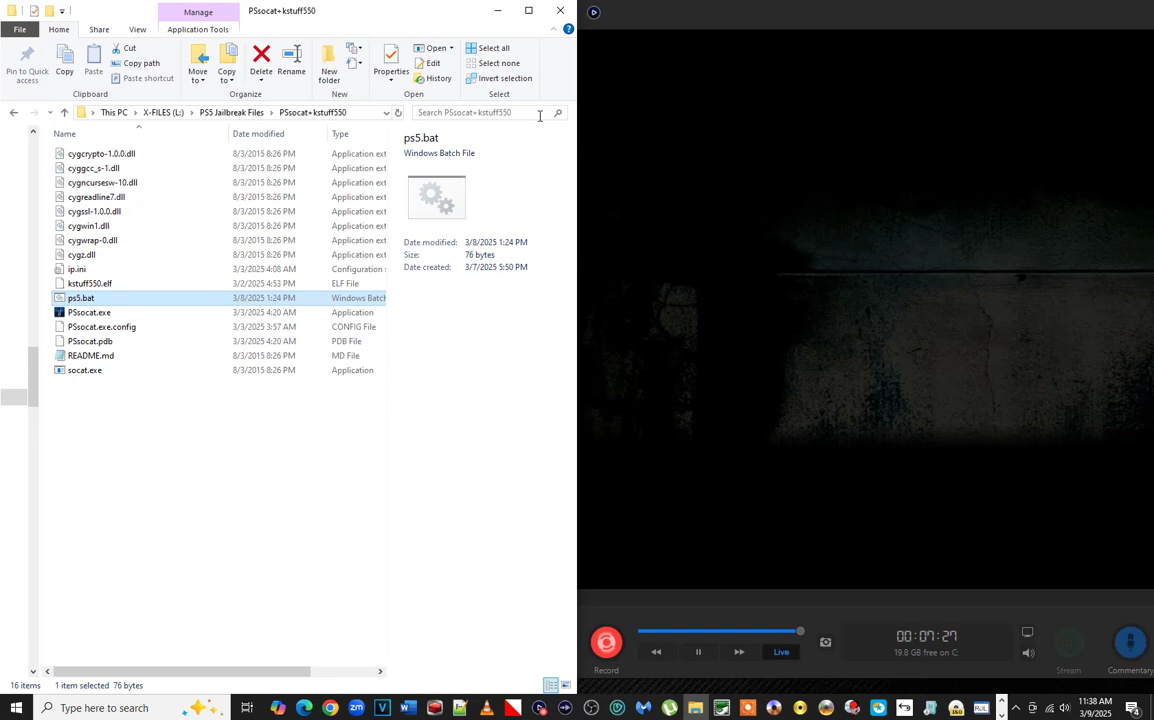 Manage
PSsocat+kstuff550
File
Home
Share
View
Application Tools
Pin to Quick access
Copy
Paste
Cut
Copy path
Paste shortcut
Clipboard
Move to
Copy to
Delete
Rename
Organize
New folder
New
Properties
Open
Edit
History
Open
Select all
Select none
Invert selection
Select
This PC > X-FILES (L:) > PS5 Jailbreak Files > PSsocat+kstuff550
Search PSsocat+kstuff550
Name Date modified Type
cygcrypto-1.0.0.dll 8/3/2015 8:26 PM Application ext
cyggcc_s-1.dll 8/3/2015 8:26 PM Application ext
cygncursesw-10.dll 8/3/2015 8:26 PM Application ext
cygreadline7.dll 8/3/2015 8:26 PM Application ext
cygssl-1.0.0.dll 8/3/2015 8:26 PM Application ext
cygwin1.dll 8/3/2015 8:26 PM Application ext
cygwrap-0.dll 8/3/2015 8:26 PM Application ext
cygz.dll 8/3/2015 8:26 PM Application ext
ip.ini 3/3/2025 4:08 AM Configuration s
kstuff550.elf 3/2/2025 4:53 PM ELF File
ps5.bat 3/8/2025 1:24 PM Windows Batch
PSsocat.exe 3/3/2025 4:20 AM Application
PSsocat.exe.config 3/3/2025 3:57 AM CONFIG File
PSsocat.pdb 3/3/2025 4:20 AM PDB File
README.md 8/3/2015 8:26 PM MD File
socat.exe 8/3/2015 8:26 PM Application
ps5.bat
Windows Batch File
Date modified: 3/8/2025 1:24 PM
Size: 76 bytes
Date created: 3/7/2025 5:50 PM
16 items 1 item selected 76 bytes
Record
Live
00:07:27
19.8 GB free on C:
Stream
Commentary
Type here to search
11:38 AM
3/9/2025
4